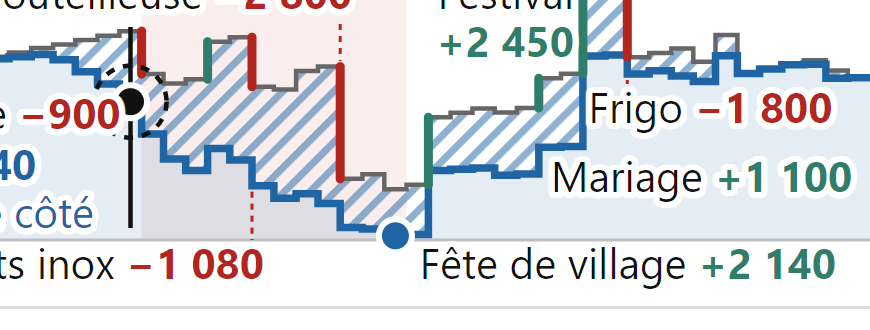 Festival
+2 450
−900
Frigo −1 800
40
Mariage +1 100
côté
inox −1 080
Fête de village +2 140